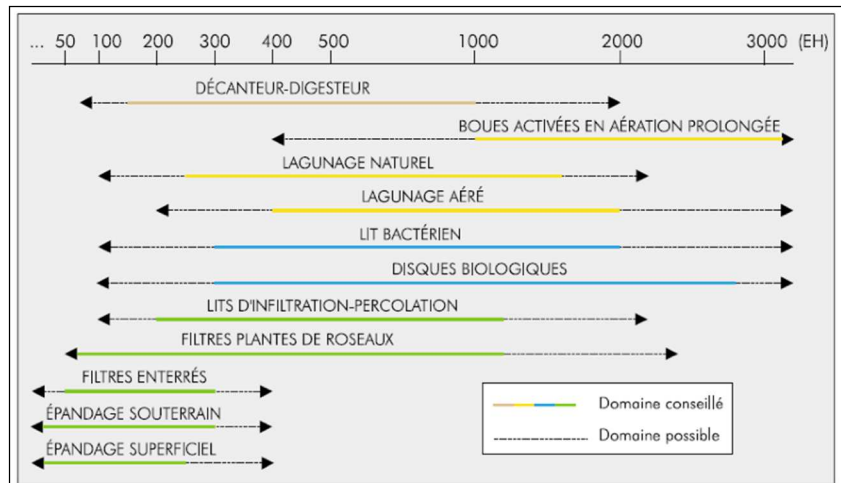 ... 50 100 200 300 400 500 1000 2000 3000 (EH)
DÉCANTEUR-DIGESTEUR
BOUES ACTIVÉES EN AÉRATION PROLONGÉE
LAGUNAGE NATUREL
LAGUNAGE AÉRÉ
LIT BACTÉRIEN
DISQUES BIOLOGIQUES
LITS D'INFILTRATION-PERCOLATION
FILTRES PLANTES DE ROSEAUX
FILTRES ENTERRÉS
ÉPANDAGE SOUTERRAIN
ÉPANDAGE SUPERFICIEL
Domaine conseillé
Domaine possible